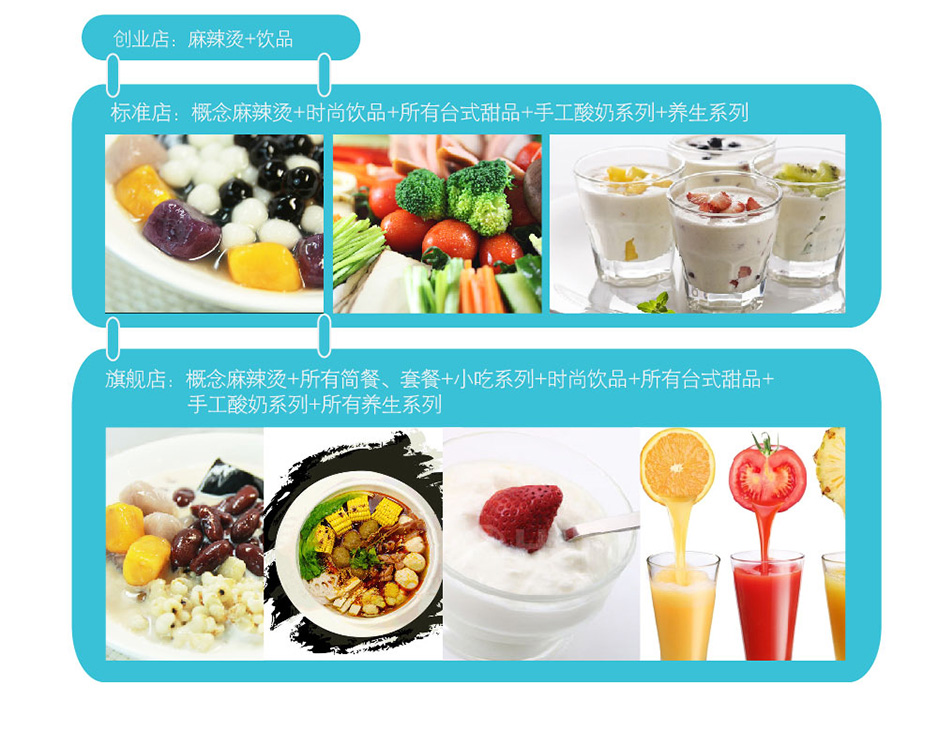 创业店：麻辣烫+饮品
标准店：概念麻辣烫+时尚饮品+所有台式甜品+手工酸奶系列+养生系列
旗舰店：概念麻辣烫+所有简餐、套餐+小吃系列+时尚饮品+所有台式甜品+
手工酸奶系列+所有养生系列